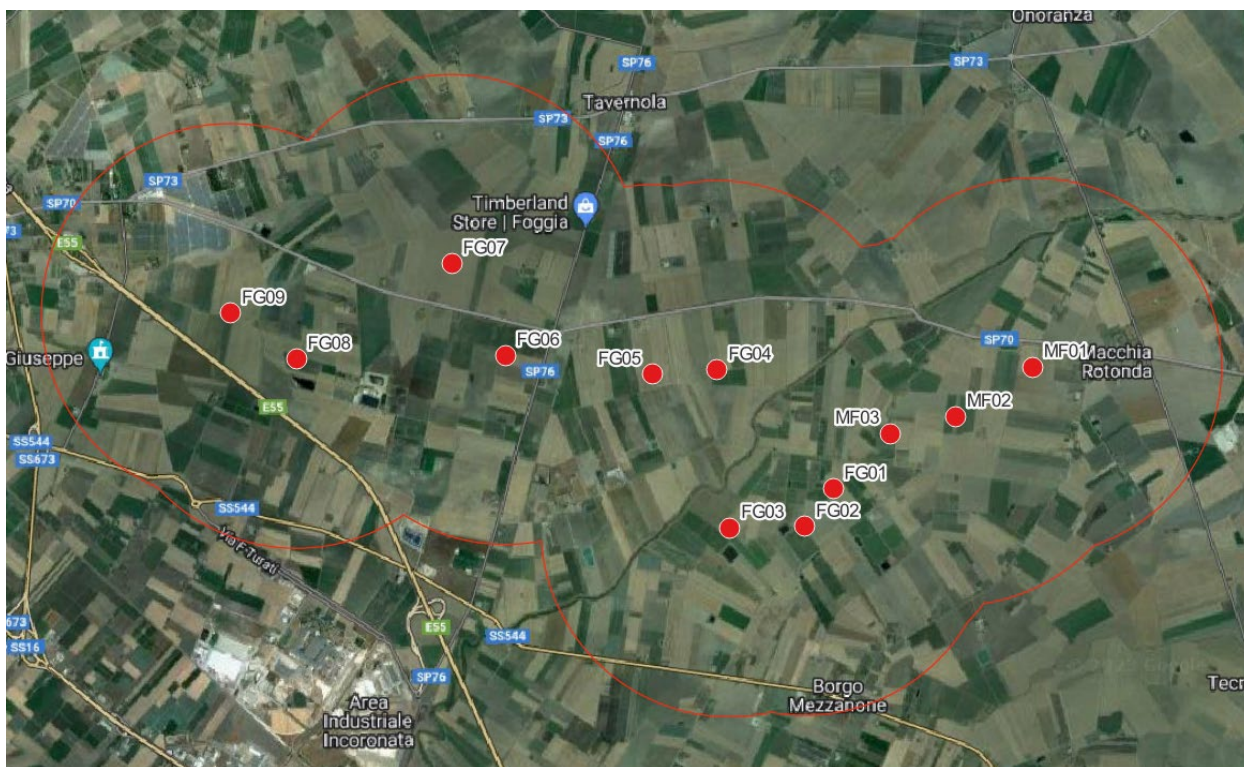 Onoranza
SP76
SP73
Tavernola
SP73
SP76
SP73
SP70
Timberland
Store | Foggia
73
E55
FG07
FG09
SP70
Giuseppe
FG08
FG06
SP76
FG05
FG04
MF01
Macchia
Rotonda
E55
MF02
MF03
SS544
SS673
FG01
SS544
FG03
FG02
Via F. Turati
673
E55
SS544
SS16
SP76
Area
Industriale
Incoronata
Borgo
Mezzanone
Tecn